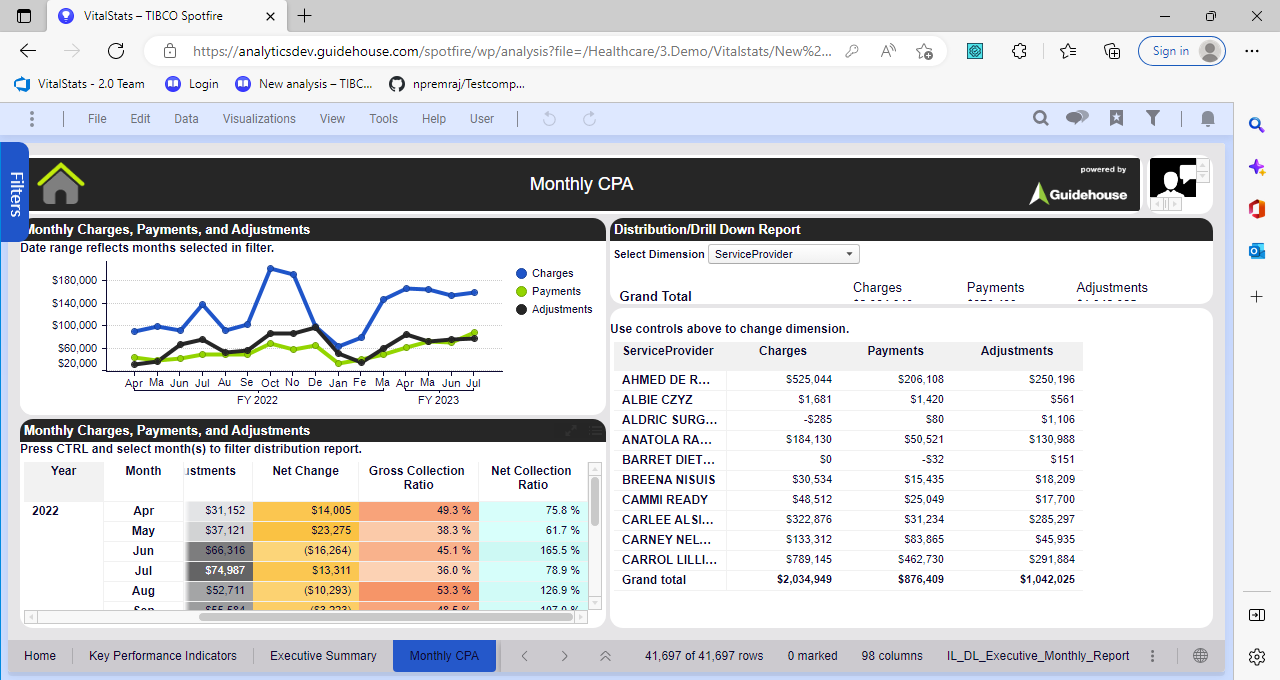 VitalStats – TIBCO Spotfire
https://analyticsdev.guidehouse.com/spotfire/wp/analysis?file=/Healthcare/3.Demo/Vitalstats/New%2...
Sign in
VitalStats - 2.0 Team
Login
New analysis – TIBC...
npremraj/Testcomp...
File Edit Data Visualizations View Tools Help User
Filters
Monthly CPA
powered by
Guidehouse
Monthly Charges, Payments, and Adjustments
Date range reflects months selected in filter.
$180,000
$140,000
$100,000
$60,000
$20,000
Apr Ma Jun Jul Au Se Oct No De Jan Fe Ma Apr Ma Jun Jul
FY 2022 FY 2023
Charges
Payments
Adjustments
Monthly Charges, Payments, and Adjustments
Press CTRL and select month(s) to filter distribution report.
Year Month ustments Net Change Gross Collection Ratio Net Collection Ratio
2022 Apr $31,152 $14,005 49.3 % 75.8 %
May $37,121 $23,275 38.3 % 61.7 %
Jun $66,316 ($16,264) 45.1 % 165.5 %
Jul $74,987 $13,311 36.0 % 78.9 %
Aug $52,711 ($10,293) 53.3 % 126.9 %
Distribution/Drill Down Report
Select Dimension ServiceProvider
Charges Payments Adjustments
Grand Total
Use controls above to change dimension.
ServiceProvider Charges Payments Adjustments
AHMED DE R... $525,044 $206,108 $250,196
ALBIE CZYZ $1,681 $1,420 $561
ALDRIC SURG... -$285 $80 $1,106
ANATOLA RA... $184,130 $50,521 $130,988
BARRET DIET... $0 -$32 $151
BREENA NISUIS $30,534 $15,435 $18,209
CAMMI READY $48,512 $25,049 $17,700
CARLEE ALSI... $322,876 $31,234 $285,297
CARNEY NEL... $133,312 $83,865 $45,935
CARROL LILLI... $789,145 $462,730 $291,884
Grand total $2,034,949 $876,409 $1,042,025
Home Key Performance Indicators Executive Summary Monthly CPA 41,697 of 41,697 rows 0 marked 98 columns IL_DL_Executive_Monthly_Report